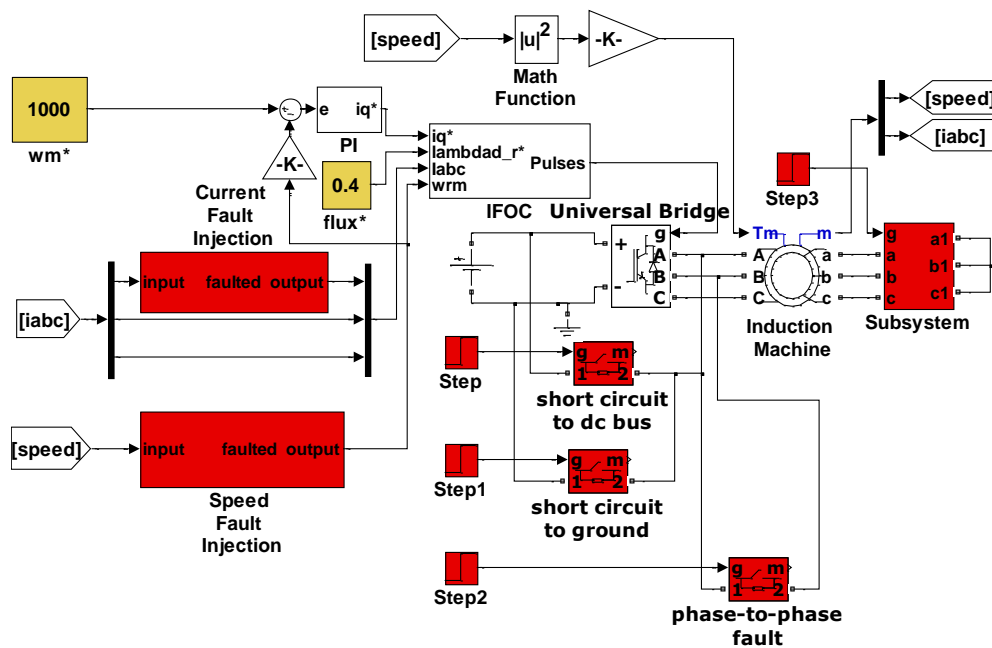 [speed]
|u|²
-K-
Math
Function
1000
wm*
e iq*
PI
-K-
0.4
flux*
iq*
lambdad_r*
Iabc
wrm
Pulses
IFOC
Universal Bridge
g
+
-
A
B
C
Tm
m
A
B
C
a
b
c
Induction
Machine
[speed]
[iabc]
Step3
g
a
b
c
a1
b1
c1
Subsystem
Current
Fault
Injection
input faulted output
[iabc]
[speed]
input faulted output
Speed
Fault
Injection
Step
g m
1 2
short circuit
to dc bus
Step1
g m
1 2
short circuit
to ground
Step2
g m
1 2
phase-to-phase
fault